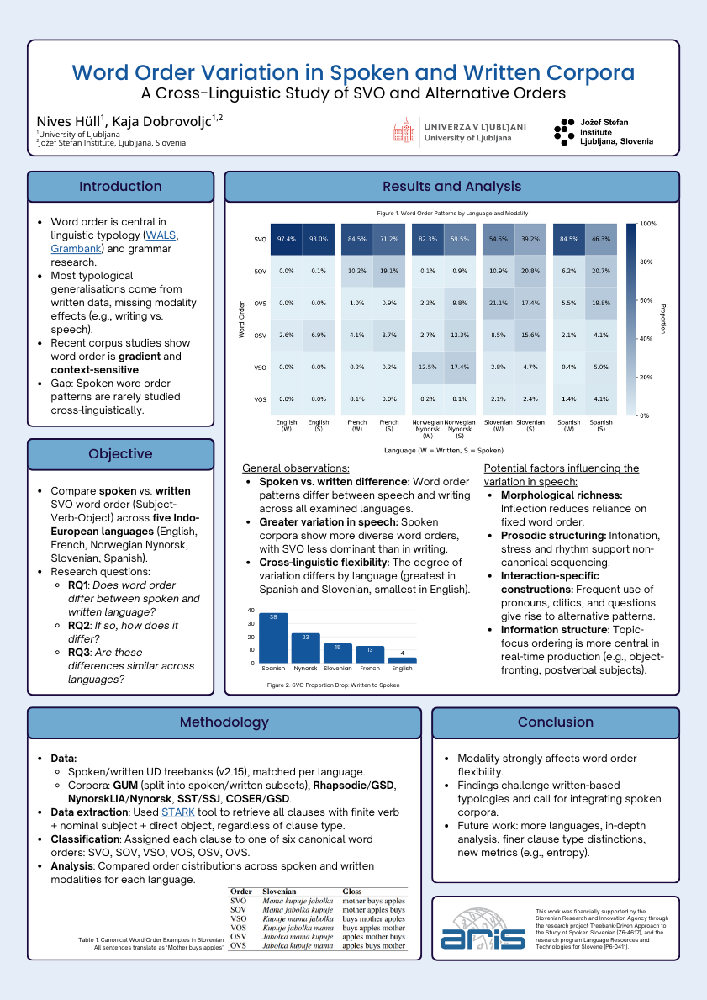 Word Order Variation in Spoken and Written Corpora
A Cross-Linguistic Study of SVO and Alternative Orders
Nives Hüll1, Kaja Dobrovoljc1,2
1University of Ljubljana
2Jožef Stefan Institute, Ljubljana, Slovenia
UNIVERZA V LJUBLJANI
University of Ljubljana
Jožef Stefan
Institute
Ljubljana, Slovenia
Introduction
• Word order is central in
linguistic typology (WALS,
Grambank) and grammar
research.
• Most typological
generalisations come from
written data, missing modality
effects (e.g., writing vs.
speech).
• Recent corpus studies show
word order is gradient and
context-sensitive.
• Gap: Spoken word order
patterns are rarely studied
cross-linguistically.
Objective
• Compare spoken vs. written
SVO word order (Subject-
Verb-Object) across five Indo-
European languages (English,
French, Norwegian Nynorsk,
Slovenian, Spanish).
• Research questions:
◦ RQ1: Does word order
differ between spoken and
written language?
◦ RQ2: If so, how does it
differ?
◦ RQ3: Are these
differences similar across
languages?
Results and Analysis
Figure 1. Word Order Patterns by Language and Modality
Word Order
SVO 97.4% 93.0% 84.5% 71.2% 82.3% 59.5% 54.5% 39.2% 84.5% 46.3%
SOV 0.0% 0.1% 10.2% 19.1% 0.1% 0.9% 10.9% 20.8% 6.2% 20.7%
OVS 0.0% 0.0% 1.0% 0.9% 2.2% 9.8% 21.1% 17.4% 5.5% 19.8%
OSV 2.6% 6.9% 4.1% 8.7% 2.7% 12.3% 8.5% 15.6% 2.1% 4.1%
VSO 0.0% 0.0% 0.2% 0.2% 12.5% 17.4% 2.8% 4.7% 0.4% 5.0%
VOS 0.0% 0.0% 0.1% 0.0% 0.2% 0.1% 2.1% 2.4% 1.4% 4.1%
English English French French Norwegian Norwegian Slovenian Slovenian Spanish Spanish
(W) (S) (W) (S) Nynorsk Nynorsk (W) (S) (W) (S)
(W) (S)
Language (W = Written, S = Spoken)
100%
80%
60%
40%
20%
0%
Proportion
General observations:
• Spoken vs. written difference: Word order
patterns differ between speech and writing
across all examined languages.
• Greater variation in speech: Spoken
corpora show more diverse word orders,
with SVO less dominant than in writing.
• Cross-linguistic flexibility: The degree of
variation differs by language (greatest in
Spanish and Slovenian, smallest in English).
40
30
20
10
0
38 23 15 13 4
Spanish Nynorsk Slovenian French English
Figure 2. SVO Proportion Drop: Written to Spoken
Potential factors influencing the
variation in speech:
• Morphological richness:
Inflection reduces reliance on
fixed word order.
• Prosodic structuring: Intonation,
stress and rhythm support non-
canonical sequencing.
• Interaction-specific
constructions: Frequent use of
pronouns, clitics, and questions
give rise to alternative patterns.
• Information structure: Topic-
focus ordering is more central in
real-time production (e.g., object-
fronting, postverbal subjects).
Methodology
• Data:
◦ Spoken/written UD treebanks (v2.15), matched per language.
◦ Corpora: GUM (split into spoken/written subsets), Rhapsodie/GSD,
NynorskLIA/Nynorsk, SST/SSJ, COSER/GSD.
• Data extraction: Used STARK tool to retrieve all clauses with finite verb
+ nominal subject + direct object, regardless of clause type.
• Classification: Assigned each clause to one of six canonical word
orders: SVO, SOV, VSO, VOS, OSV, OVS.
• Analysis: Compared order distributions across spoken and written
modalities for each language.
Table 1. Canonical Word Order Examples in Slovenian.
All sentences translate as 'Mother buys apples'.
Order Slovenian Gloss
SVO Mama kupuje jabolka mother buys apples
SOV Mama jabolka kupuje mother apples buys
VSO Kupuje mama jabolka buys mother apples
VOS Kupuje jabolka mama buys apples mother
OSV Jabolka mama kupuje apples mother buys
OVS Jabolka kupuje mama apples buys mother
Conclusion
• Modality strongly affects word order
flexibility.
• Findings challenge written-based
typologies and call for integrating spoken
corpora.
• Future work: more languages, in-depth
analysis, finer clause type distinctions,
new metrics (e.g., entropy).
aris
This work was financially supported by the
Slovenian Research and Innovation Agency through
the research project Treebank-Driven Approach to
the Study of Spoken Slovenian (Z6-4617), and the
research program Language Resources and
Technologies for Slovene (P6-0411).